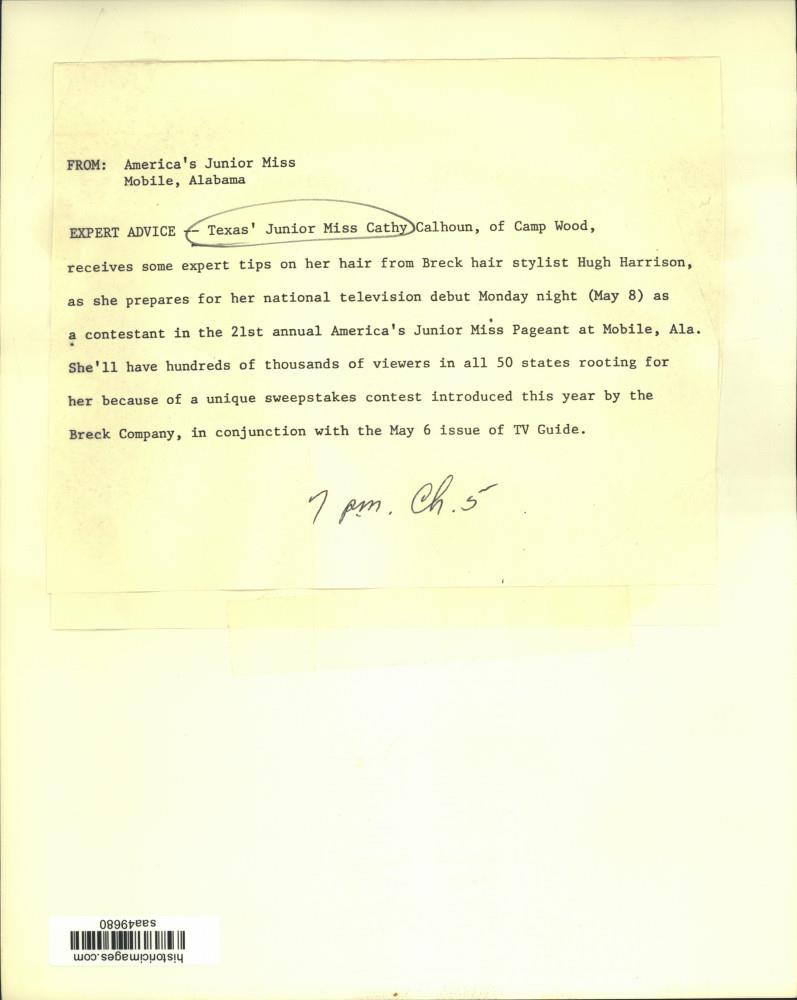 FROM: America's Junior Miss
Mobile, Alabama
EXPERT ADVICE -- Texas' Junior Miss Cathy Calhoun, of Camp Wood,
receives some expert tips on her hair from Breck hair stylist Hugh Harrison,
as she prepares for her national television debut Monday night (May 8) as
a contestant in the 21st annual America's Junior Miss Pageant at Mobile, Ala.
She'll have hundreds of thousands of viewers in all 50 states rooting for
her because of a unique sweepstakes contest introduced this year by the
Breck Company, in conjunction with the May 6 issue of TV Guide.
7 pm. Ch. 5
saa49680
historicimages.com